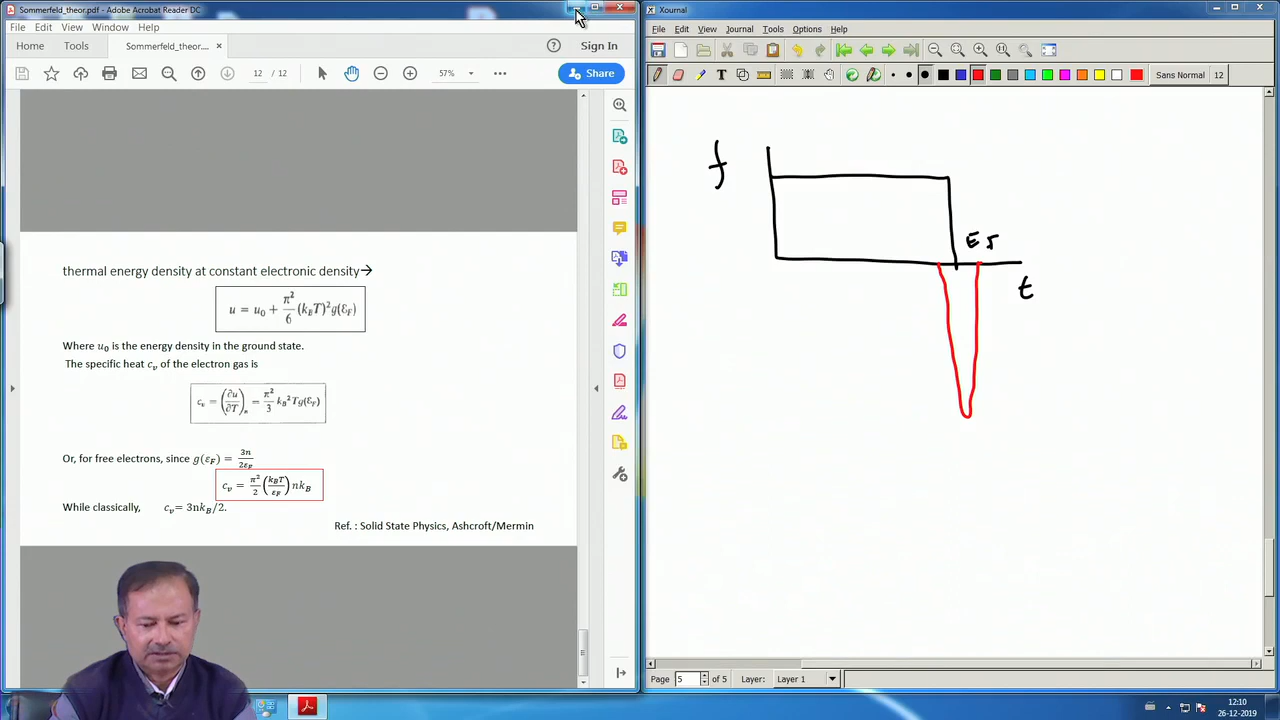 Sommerfeld_theor.pdf - Adobe Acrobat Reader DC
File Edit View Window Help
Home Tools Sommerfeld_theor.... × Sign In
12 / 12 57% Share
thermal energy density at constant electronic density→
u = u₀ + π²/6 (k_BT)² g(ℰ_F)
Where u₀ is the energy density in the ground state.
The specific heat c_v of the electron gas is
c_v = (∂u/∂T)_n = π²/3 k_B² T g(ℰ_F)
Or, for free electrons, since g(ε_F) = 3n/2ε_F
c_v = π²/2 (k_BT/ε_F) nk_B
While classically, c_v= 3nk_B/2.
Ref. : Solid State Physics, Ashcroft/Mermin
Xournal
File Edit View Journal Tools Options Help
T Sans Normal 12
f
E_F
ε
Page 5 of 5 Layer: Layer 1
12:10
26-12-2019